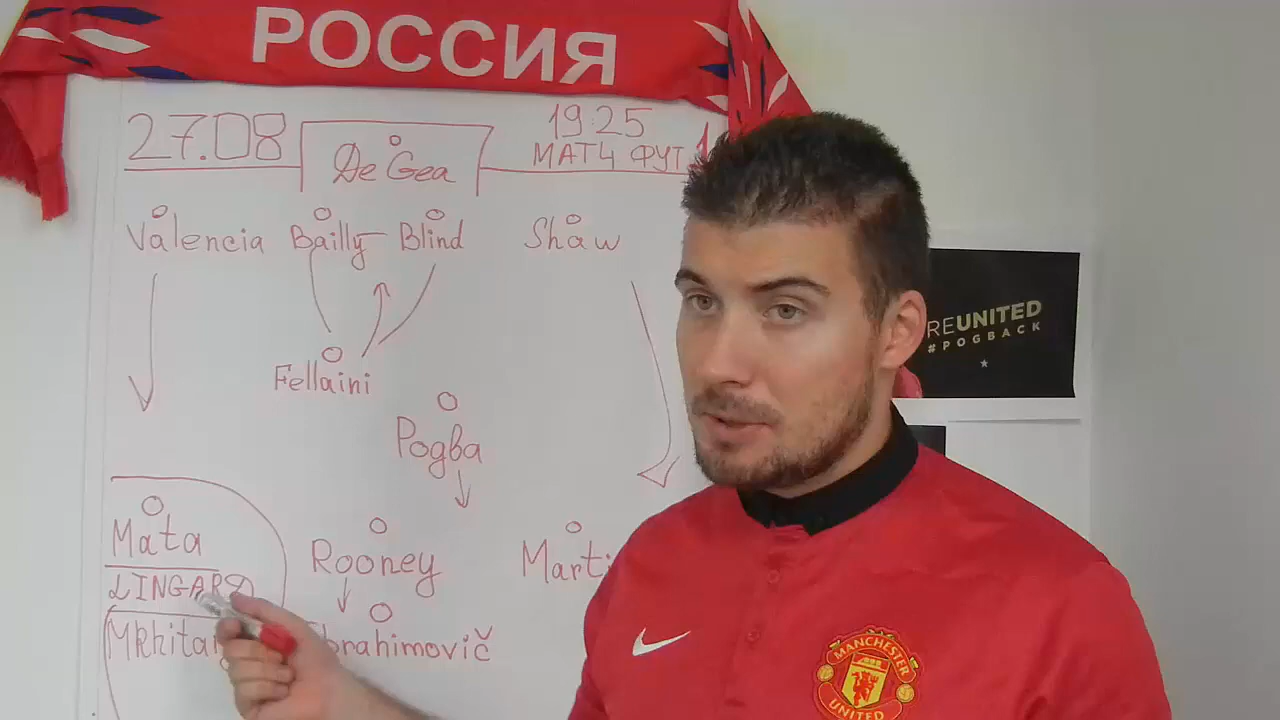 РОССИЯ
27.08
19:25
МАТЧ ФУТ
1
De Gea
Valencia Bailly Blind Shaw
Fellaini
Pogba
Mata
Rooney
LINGARD
REUNITED
#POGBACK
MANCHESTER
UNITED